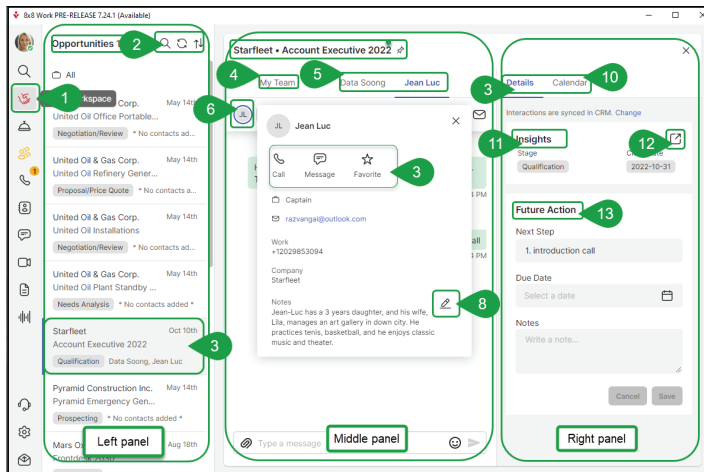 8x8 Work PRE-RELEASE 7.24.1 (Available)
Opportunities
2
All
1
kspace
Corp.
May 14th
United Oil Office Portable...
Negotiation/Review
* No contacts ad...
United Oil & Gas Corp.
May 14th
United Oil Refinery Gener...
Proposal/Price Quote
* No contacts a...
1
United Oil & Gas Corp.
May 14th
United Oil Installations
Negotiation/Review
* No contacts ad...
United Oil & Gas Corp.
May 14th
United Oil Plant Standby ...
Needs Analysis
* No contacts added *
Starfleet
Oct 10th
Account Executive 2022
Qualification
Data Soong, Jean Luc
3
Pyramid Construction Inc.
May 14th
Pyramid Emergency Gen...
Prospecting
* No contacts added *
Mars O
Aug 18th
Left panel
Starfleet • Account Executive 2022
4
My Team
5
Data Soong
Jean Luc
6
JL
JL
Jean Luc
Call
Message
Favorite
3
Captain
razvangai@outlook.com
Work
+12029853094
Company
Starfleet
Notes
Jean-Luc has a 3 years daughter, and his wife,
Lila, manages an art gallery in down city. He
practices tenis, basketball, and he enjoys classic
music and theater.
8
PM
all
PM
Type a message
Middle panel
3
Details
Calendar
10
Interactions are synced in CRM. Change
11
Insights
12
Stage
Qualification
2022-10-31
Future Action
13
Next Step
1. introduction call
Due Date
Select a date
Notes
Write a note...
Cancel
Save
Right panel